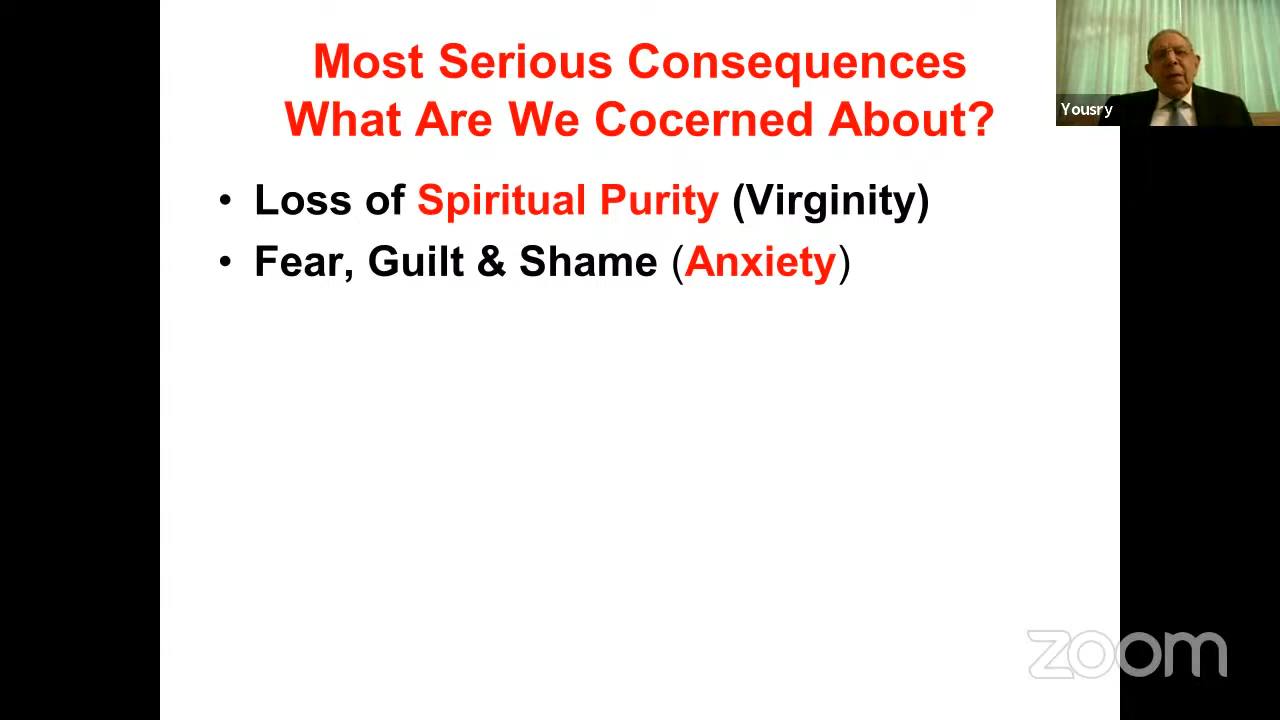 Most Serious Consequences
What Are We Cocerned About?
• Loss of Spiritual Purity (Virginity)
• Fear, Guilt & Shame (Anxiety)
Yousry
zoom